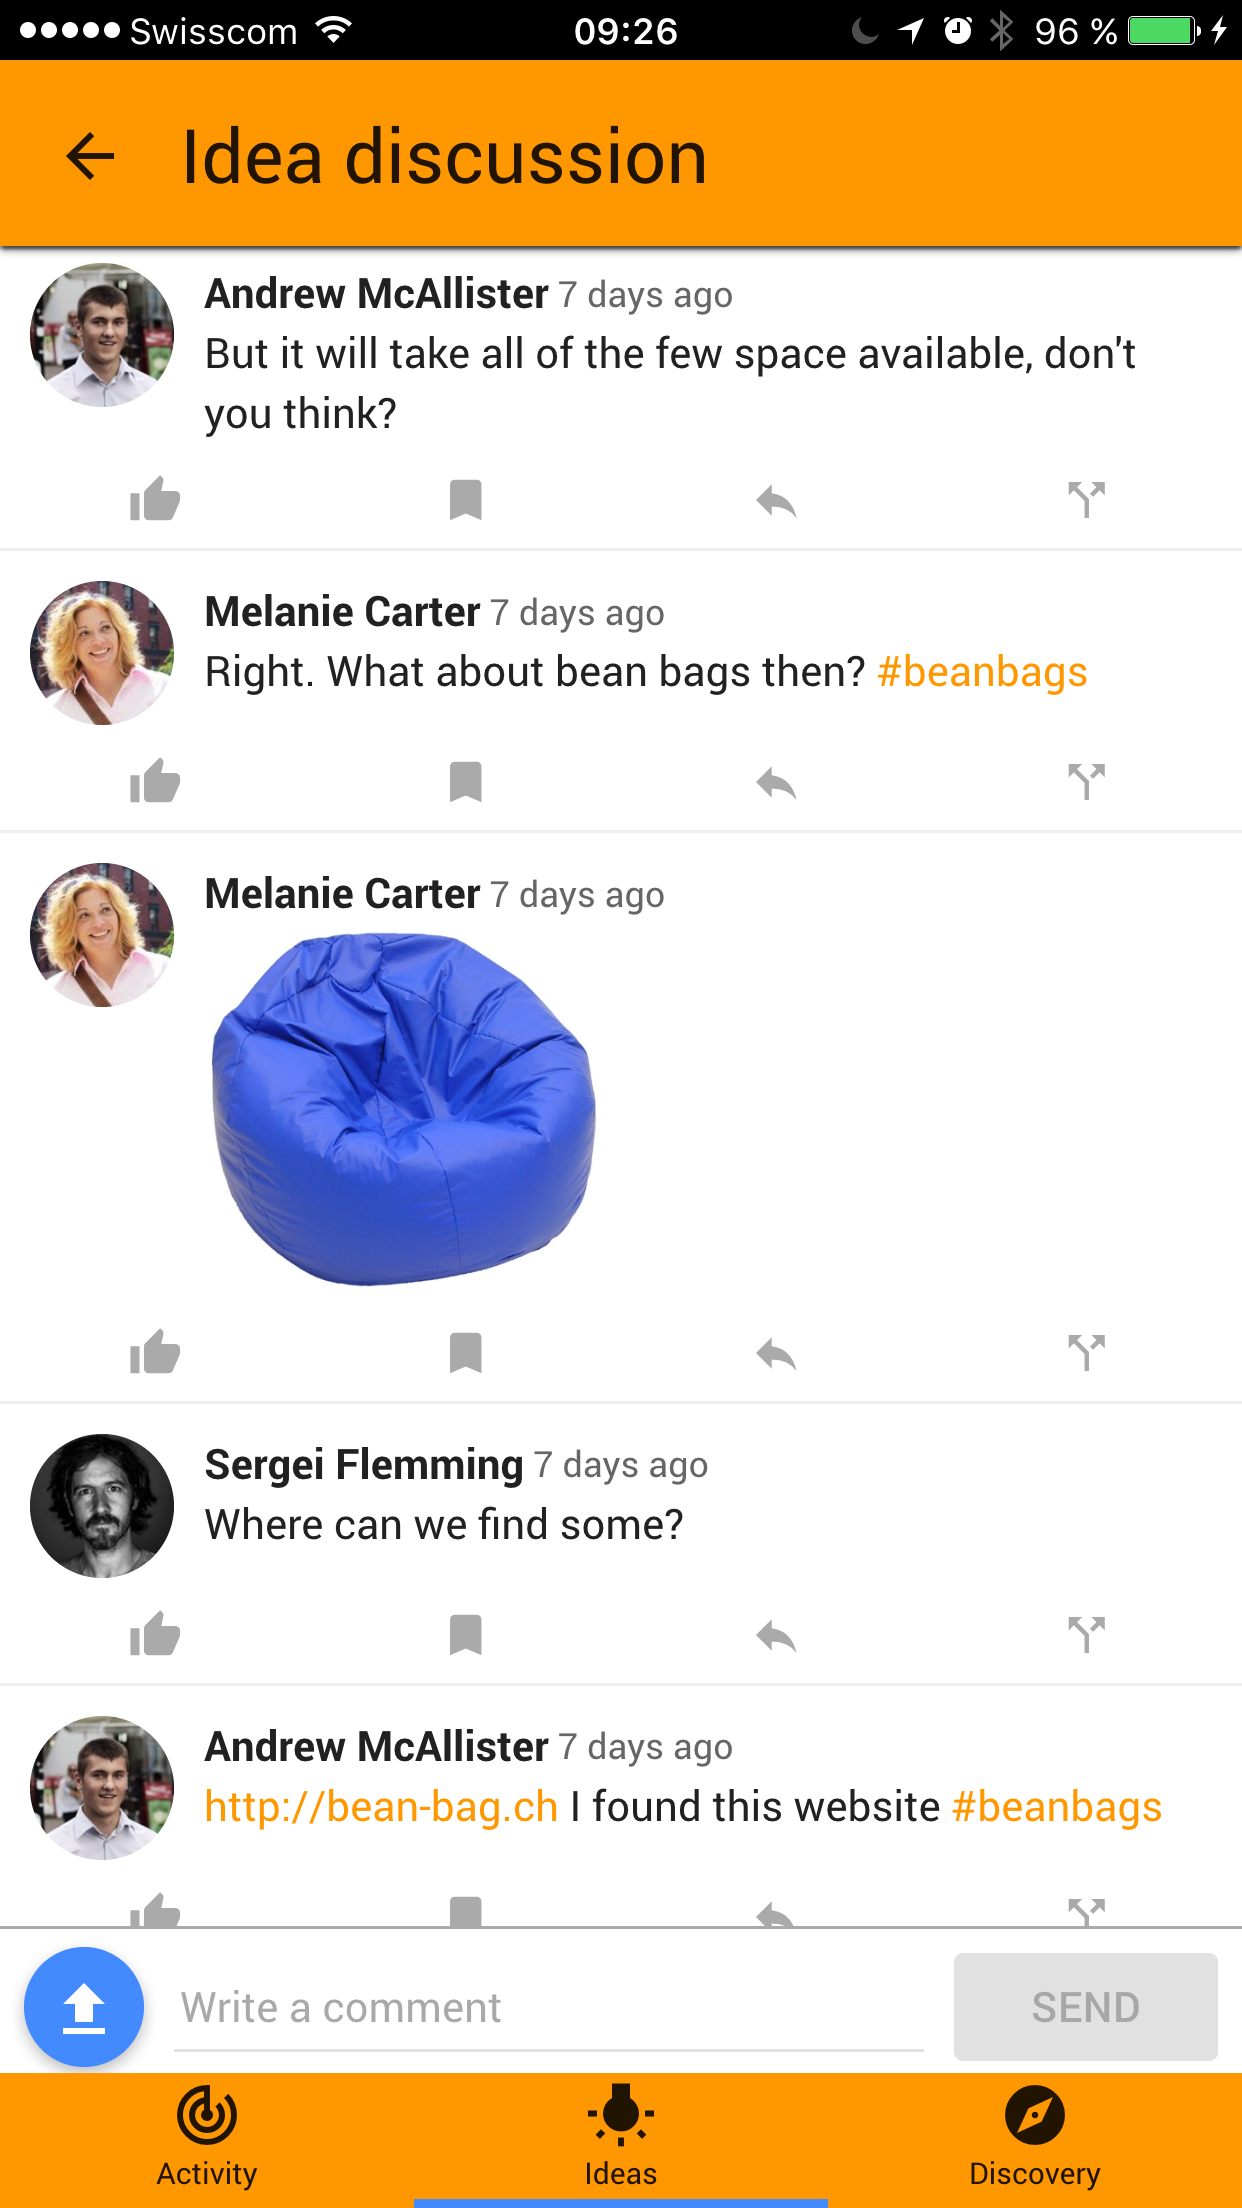 Swisscom 09:26 96 %
Idea discussion
Andrew McAllister 7 days ago
But it will take all of the few space available, don't
you think?
Melanie Carter 7 days ago
Right. What about bean bags then? #beanbags
Melanie Carter 7 days ago
Sergei Flemming 7 days ago
Where can we find some?
Andrew McAllister 7 days ago
http://bean-bag.ch I found this website #beanbags
Write a comment SEND
Activity Ideas Discovery